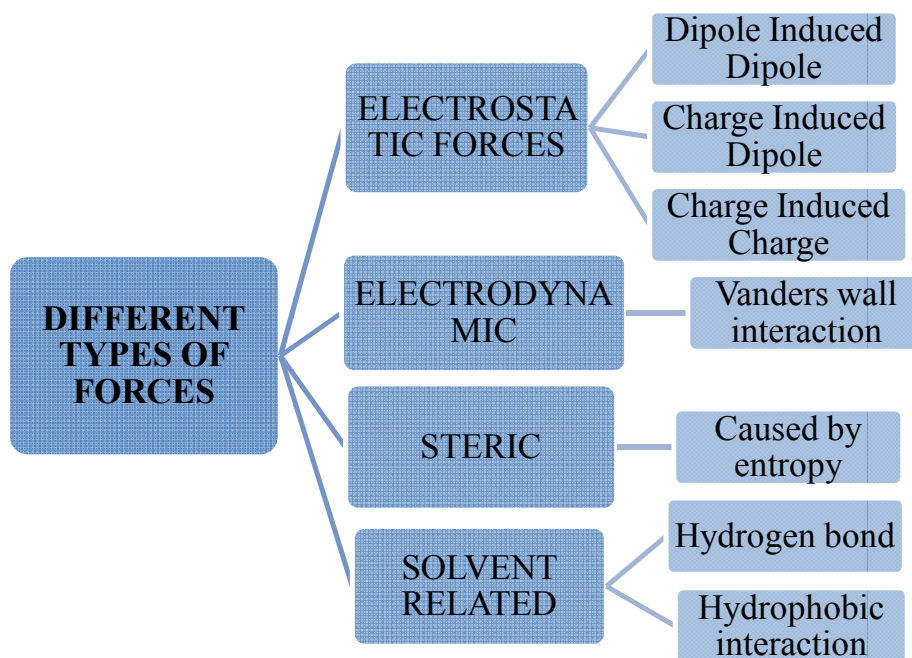 DIFFERENT
TYPES OF
FORCES
ELECTROSTA
TIC FORCES
Dipole Induced
Dipole
Charge Induced
Dipole
Charge Induced
Charge
ELECTRODYNA
MIC
Vanders wall
interaction
STERIC
Caused by
entropy
SOLVENT
RELATED
Hydrogen bond
Hydrophobic
interaction